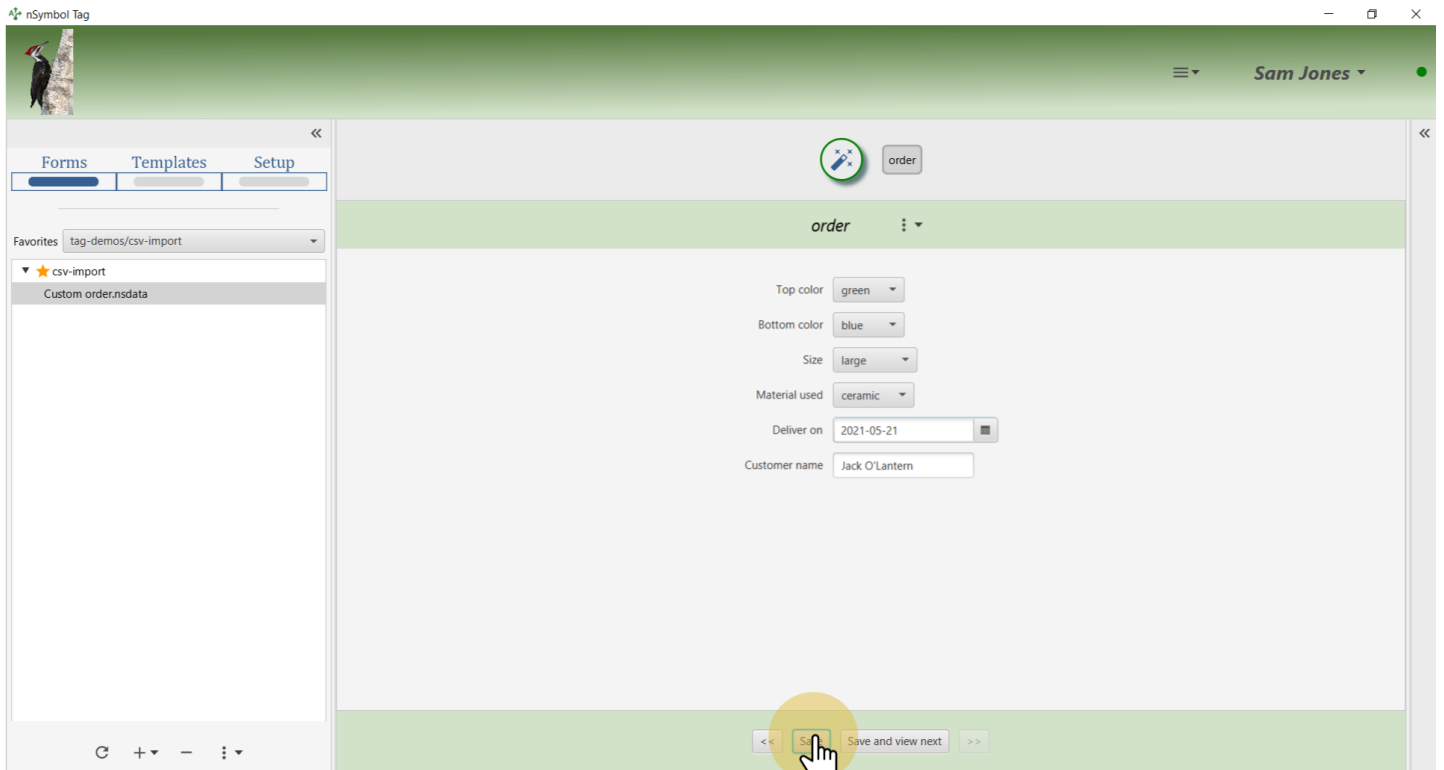 nSymbol Tag
Sam Jones
Forms Templates Setup
Favorites tag-demos/csv-import
csv-import
Custom order.nsdata
order
order
Top color green
Bottom color blue
Size large
Material used ceramic
Deliver on 2021-05-21
Customer name Jack O'Lantern
<< Save and view next >>